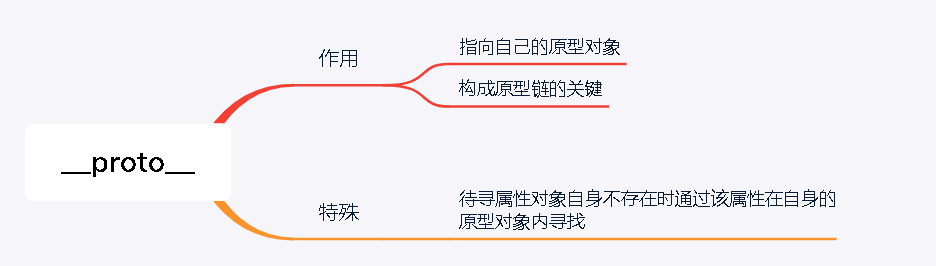 __proto__
作用
指向自己的原型对象
构成原型链的关键
特殊
待寻属性对象自身不存在时通过该属性在自身的
原型对象内寻找